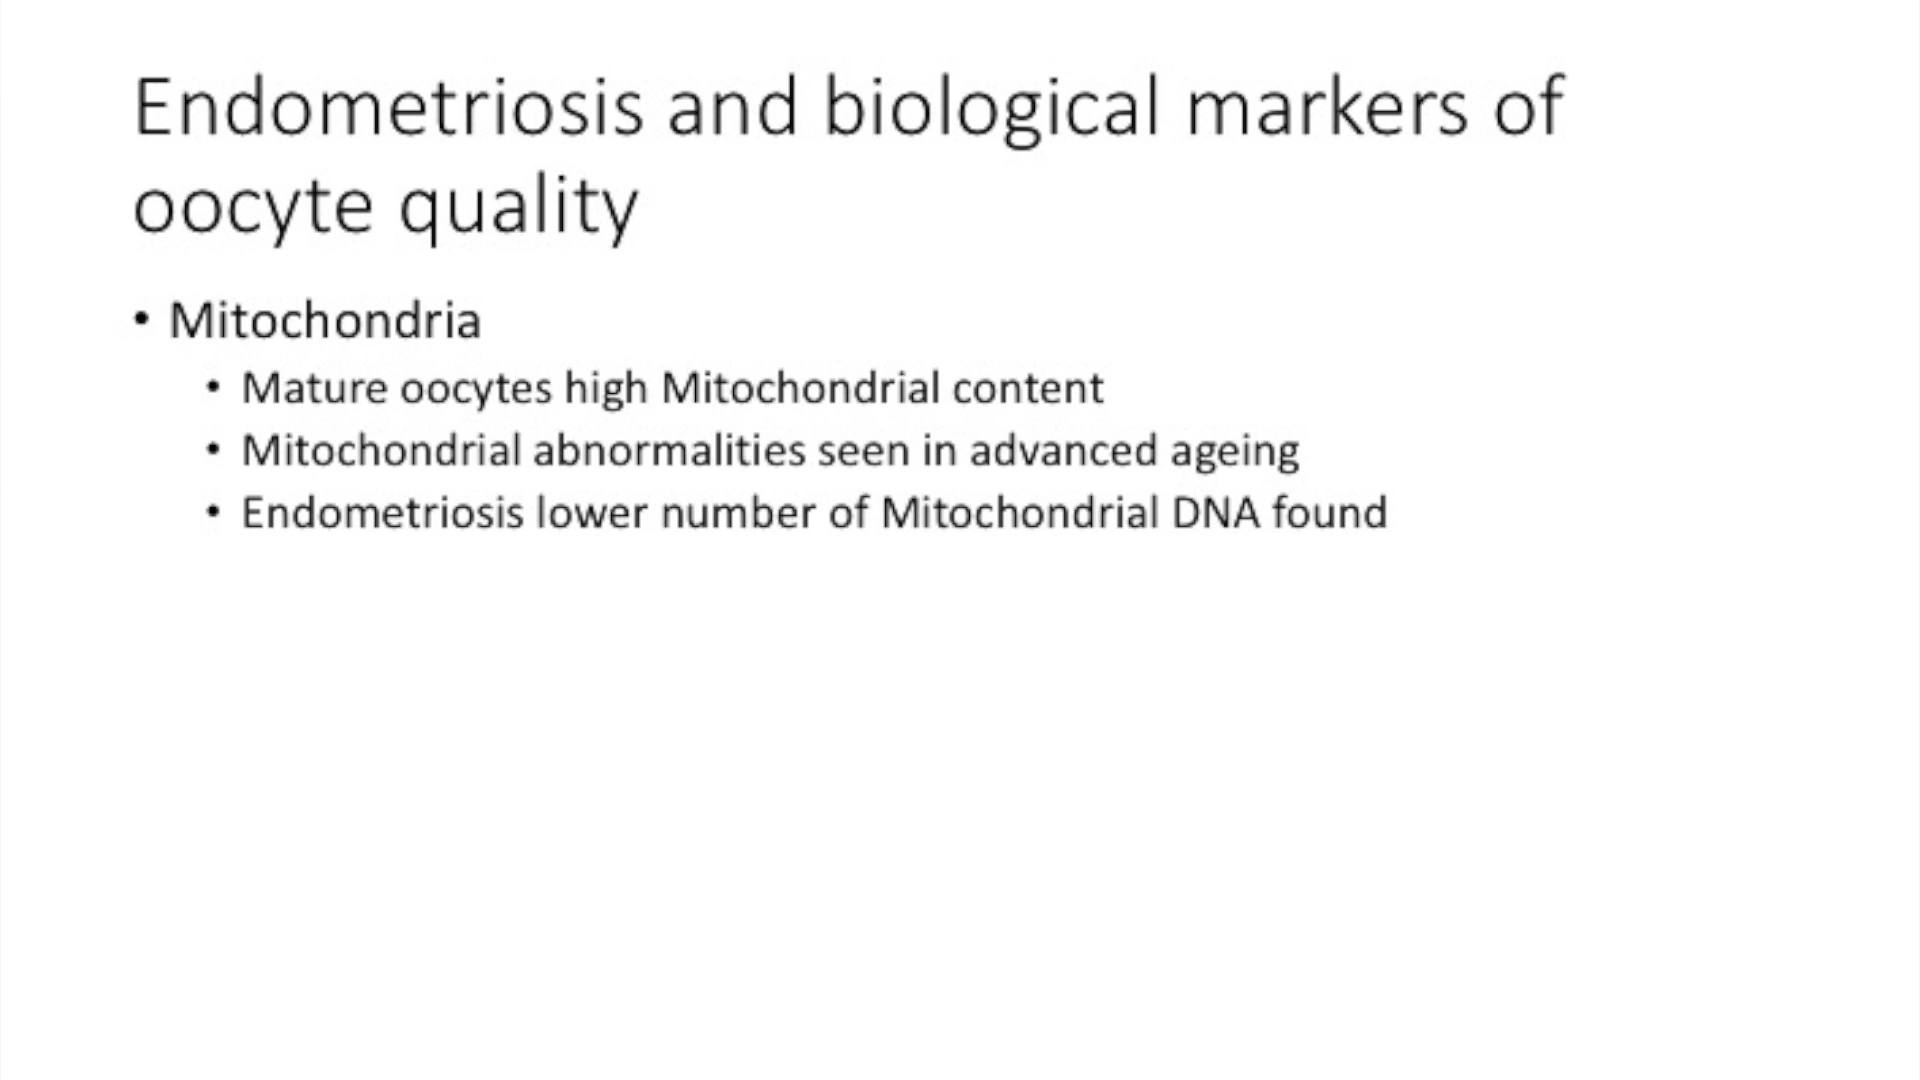 Endometriosis and biological markers of
oocyte quality
• Mitochondria
• Mature oocytes high Mitochondrial content
• Mitochondrial abnormalities seen in advanced ageing
• Endometriosis lower number of Mitochondrial DNA found